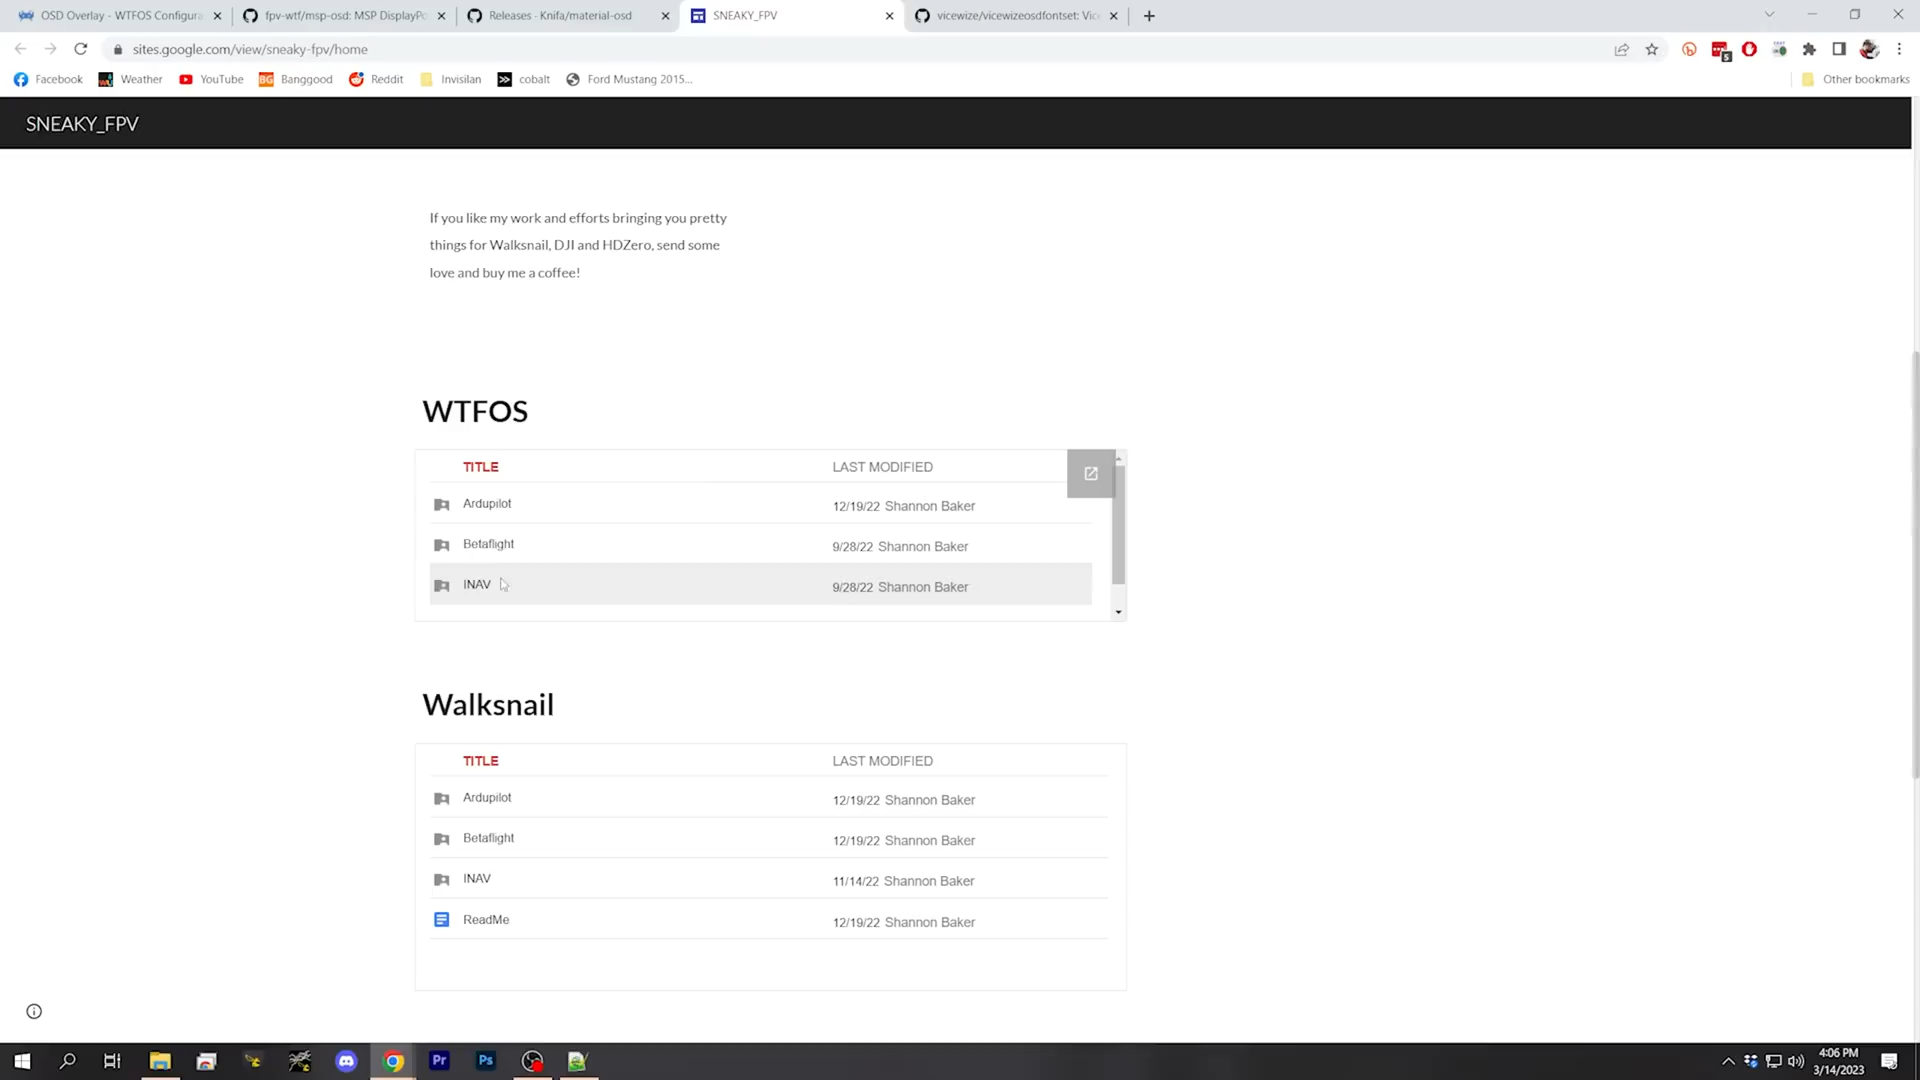 OSD Overlay - WTFOS Configura
fpv-wtf/msp-osd: MSP DisplayPo
Releases · Knifa/material-osd
SNEAKY_FPV
vicewize/vicewizeosdfontset: Vic
sites.google.com/view/sneaky-fpv/home
5
Facebook
Weather
YouTube
BG Banggood
Reddit
Invisilan
cobalt
Ford Mustang 2015...
Other bookmarks
SNEAKY_FPV
If you like my work and efforts bringing you pretty
things for Walksnail, DJI and HDZero, send some
love and buy me a coffee!
WTFOS
TITLE LAST MODIFIED
Ardupilot 12/19/22 Shannon Baker
Betaflight 9/28/22 Shannon Baker
INAV 9/28/22 Shannon Baker
Walksnail
TITLE LAST MODIFIED
Ardupilot 12/19/22 Shannon Baker
Betaflight 12/19/22 Shannon Baker
INAV 11/14/22 Shannon Baker
ReadMe 12/19/22 Shannon Baker
Pr
Ps
4:06 PM
3/14/2023